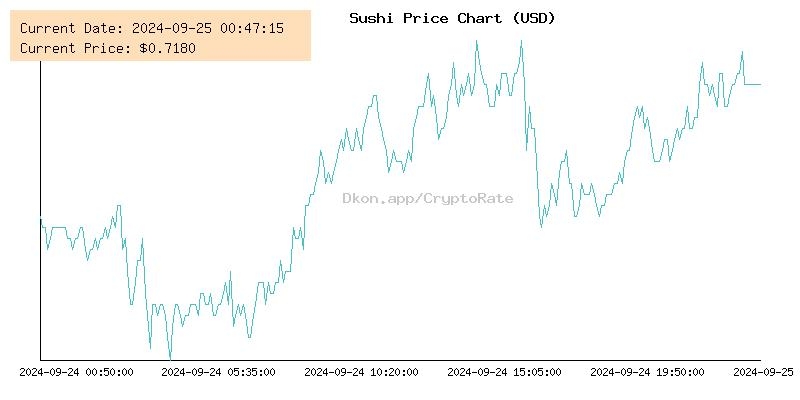 Sushi Price Chart (USD)
Current Date: 2024-09-25 00:47:15
Current Price: $0.7180
Dkon.app/CryptoRate
2024-09-24 00:50:00 2024-09-24 05:35:00 2024-09-24 10:20:00 2024-09-24 15:05:00 2024-09-24 19:50:00 2024-09-25